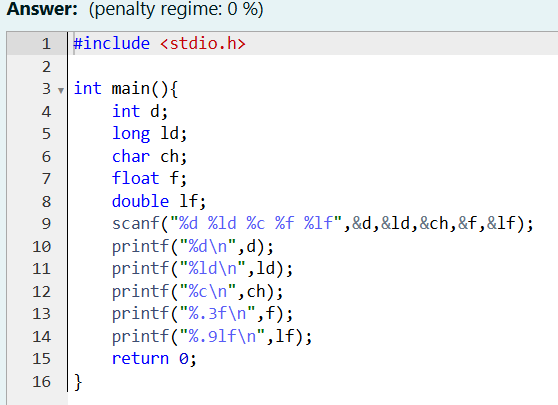 Answer: (penalty regime: 0 %)
1 #include <stdio.h>
2
3 int main(){
4 int d;
5 long ld;
6 char ch;
7 float f;
8 double lf;
9 scanf("%d %ld %c %f %lf",&d,&ld,&ch,&f,&lf);
10 printf("%d\n",d);
11 printf("%ld\n",ld);
12 printf("%c\n",ch);
13 printf("%.3f\n",f);
14 printf("%.9lf\n",lf);
15 return 0;
16 }